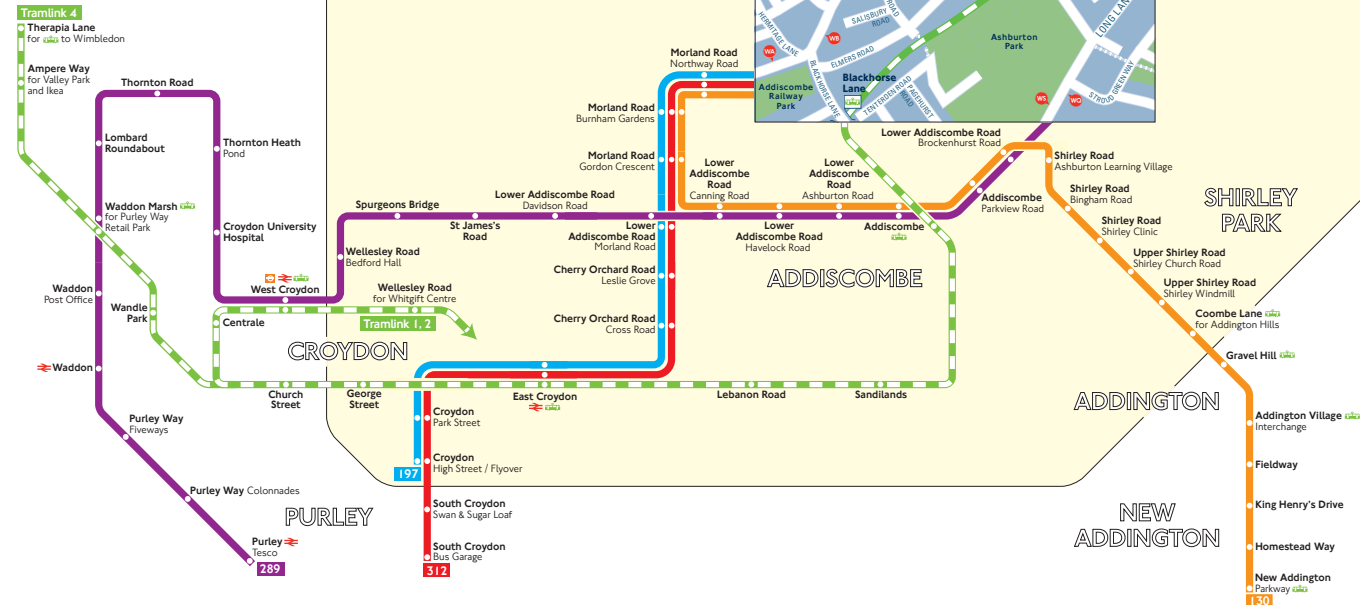 Tramlink 4
Therapia Lane
for to Wimbledon
Ampere Way
for Valley Park
and Ikea
Thornton Road
Lombard
Roundabout
Thornton Heath
Pond
Waddon Marsh
for Purley Way
Retail Park
Croydon University
Hospital
Waddon
Post Office
Wandle
Park
Waddon
Purley Way
Fiveways
Purley Way Colonnades
Purley
Tesco
289
PURLEY
West Croydon
Centrale
Wellesley Road
Bedford Hall
Spurgeons Bridge
St James's
Road
Lower Addiscombe Road
Davidson Road
Wellesley Road
for Whitgift Centre
Tramlink 1, 2
CROYDON
Church
Street
George
Street
East Croydon
Lebanon Road
Sandilands
Croydon
Park Street
Croydon
High Street / Flyover
197
South Croydon
Swan & Sugar Loaf
South Croydon
Bus Garage
312
Morland Road
Northway Road
Morland Road
Burnham Gardens
Morland Road
Gordon Crescent
Lower
Addiscombe Road
Morland Road
Cherry Orchard Road
Leslie Grove
Cherry Orchard Road
Cross Road
Lower
Addiscombe
Road
Canning Road
Lower
Addiscombe Road
Havelock Road
Lower
Addiscombe
Road
Ashburton Road
Addiscombe
ADDISCOMBE
Lower Addiscombe Road
Brockenhurst Road
Addiscombe
Parkview Road
HERMITAGE LANE
SALISBURY
ROAD
ROAD
ELMERS ROAD
BLACKHORSE LANE
BLACKHORSE LANE
Blackhorse
Lane
TENTERDEN ROAD
PAGEHURST
ROAD
Addiscombe
Railway
Park
Ashburton
Park
LONG LANE
STROUD GREEN WAY
WA
WB
WS
WQ
Shirley Road
Ashburton Learning Village
Shirley Road
Bingham Road
Shirley Road
Shirley Clinic
Upper Shirley Road
Shirley Church Road
Upper Shirley Road
Shirley Windmill
Coombe Lane
for Addington Hills
Gravel Hill
SHIRLEY
PARK
ADDINGTON
Addington Village
Interchange
Fieldway
King Henry's Drive
NEW
ADDINGTON
Homestead Way
New Addington
Parkway
130